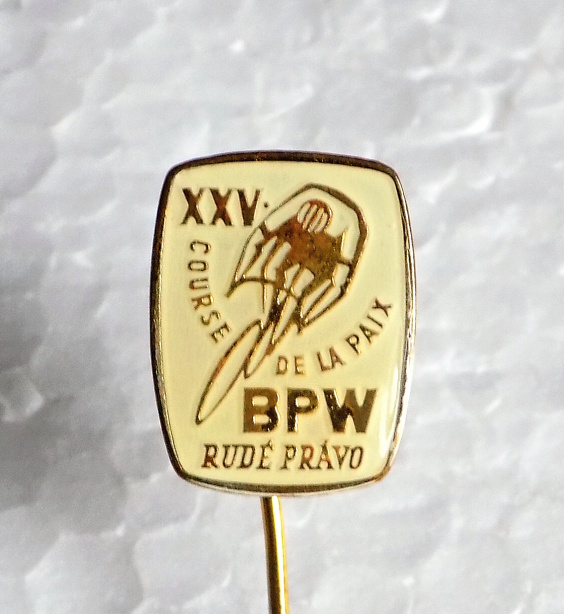 XXV.
COURSE DE LA PAIX
BPW
RUDÉ PRÁVO